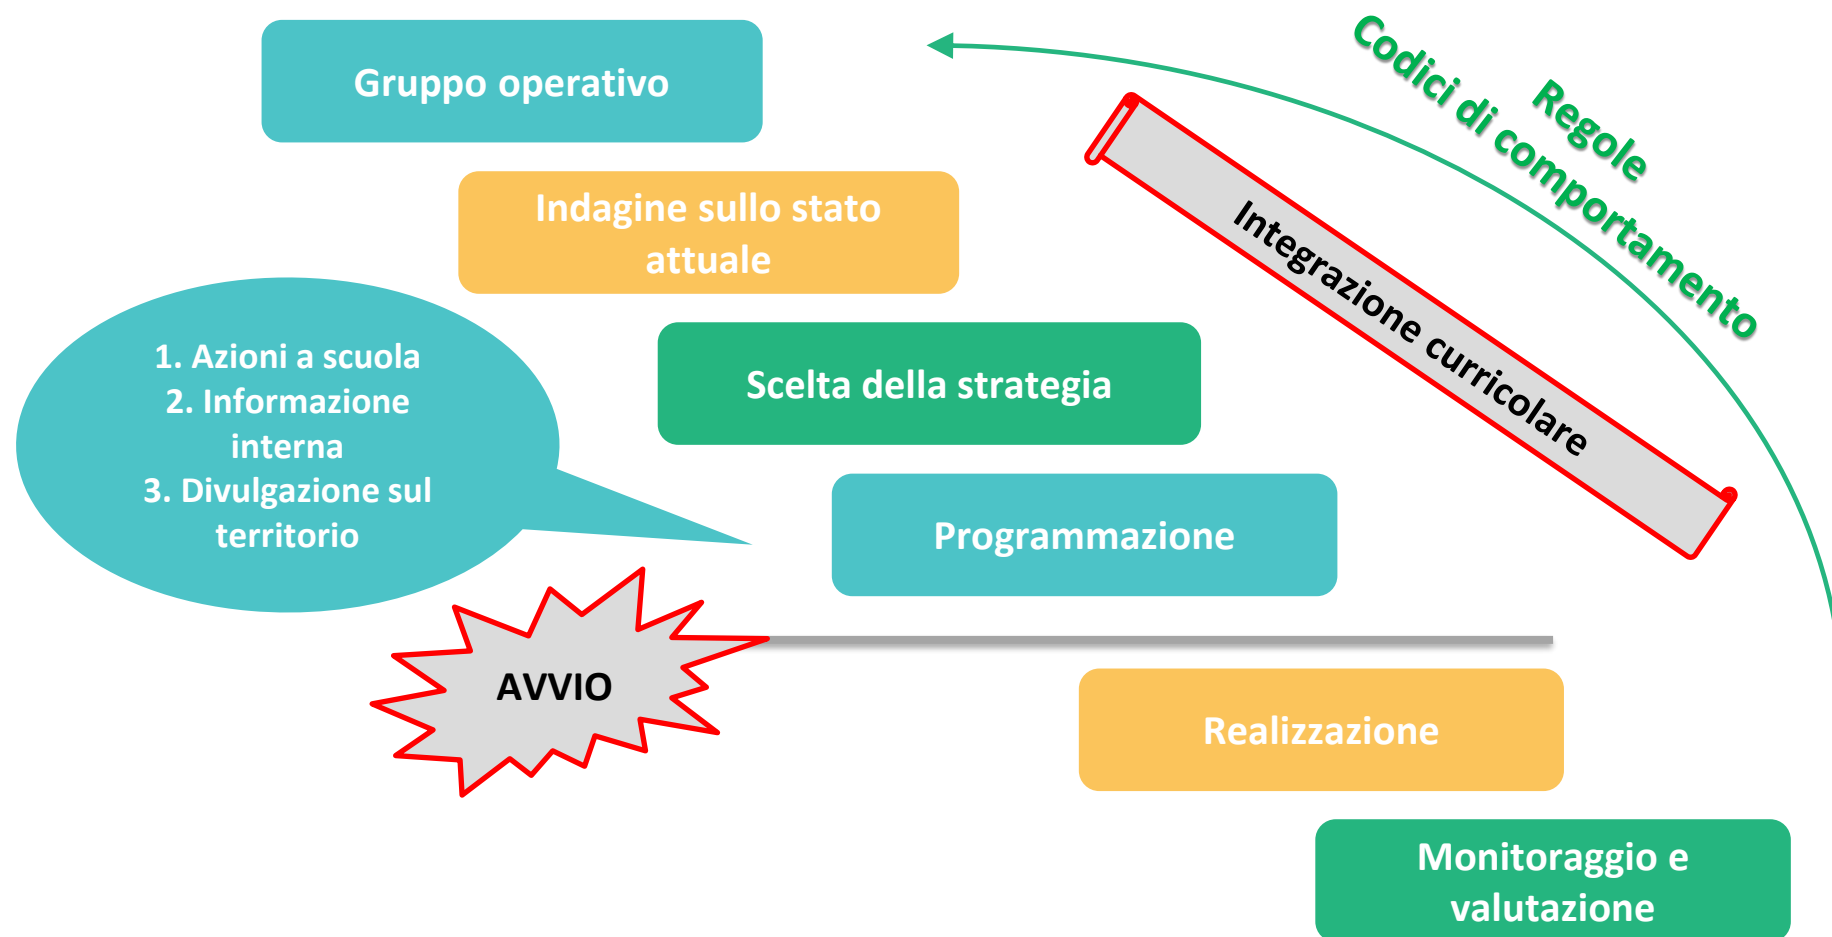 Gruppo operativo
Regole
Codici di comportamento
Indagine sullo stato
attuale
Integrazione curricolare
1. Azioni a scuola
2. Informazione
interna
3. Divulgazione sul
territorio
Scelta della strategia
Programmazione
AVVIO
Realizzazione
Monitoraggio e
valutazione